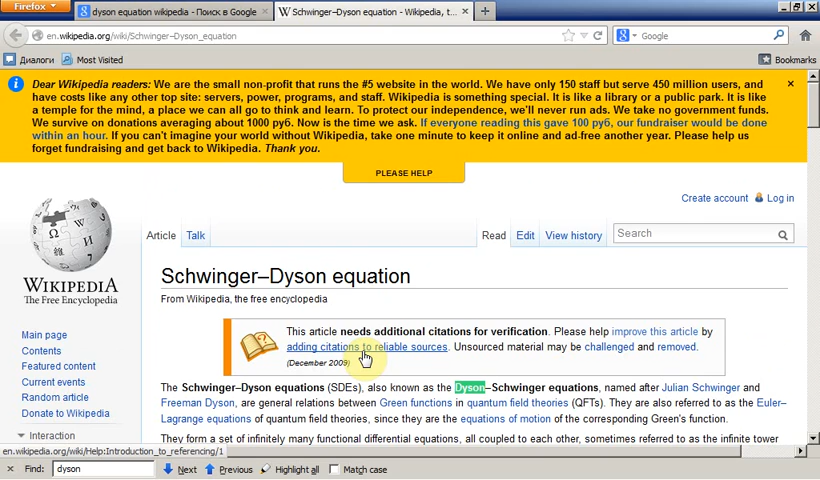 Firefox
dyson equation wikipedia - Поиск в Google
Schwinger–Dyson equation - Wikipedia, t...
en.wikipedia.org/wiki/Schwinger–Dyson_equation
Google
Диалоги
Most Visited
Bookmarks
Dear Wikipedia readers: We are the small non-profit that runs the #5 website in the world. We have only 150 staff but serve 450 million users, and
have costs like any other top site: servers, power, programs, and staff. Wikipedia is something special. It is like a library or a public park. It is like
a temple for the mind, a place we can all go to think and learn. To protect our independence, we'll never run ads. We take no government funds.
We survive on donations averaging about 1000 руб. Now is the time we ask. If everyone reading this gave 100 руб, our fundraiser would be done
within an hour. If you can't imagine your world without Wikipedia, take one minute to keep it online and ad-free another year. Please help us
forget fundraising and get back to Wikipedia. Thank you.
PLEASE HELP
Create account Log in
Article Talk Read Edit View history Search
WIKIPEDIA
The Free Encyclopedia
Schwinger–Dyson equation
From Wikipedia, the free encyclopedia
This article needs additional citations for verification. Please help improve this article by
adding citations to reliable sources. Unsourced material may be challenged and removed.
(December 2009)
Main page
Contents
Featured content
Current events
Random article
Donate to Wikipedia
Interaction
The Schwinger–Dyson equations (SDEs), also known as the Dyson–Schwinger equations, named after Julian Schwinger and
Freeman Dyson, are general relations between Green functions in quantum field theories (QFTs). They are also referred to as the Euler–
Lagrange equations of quantum field theories, since they are the equations of motion of the corresponding Green's function.
They form a set of infinitely many functional differential equations, all coupled to each other, sometimes referred to as the infinite tower
en.wikipedia.org/wiki/Help:Introduction_to_referencing/1
Find: dyson Next Previous Highlight all Match case